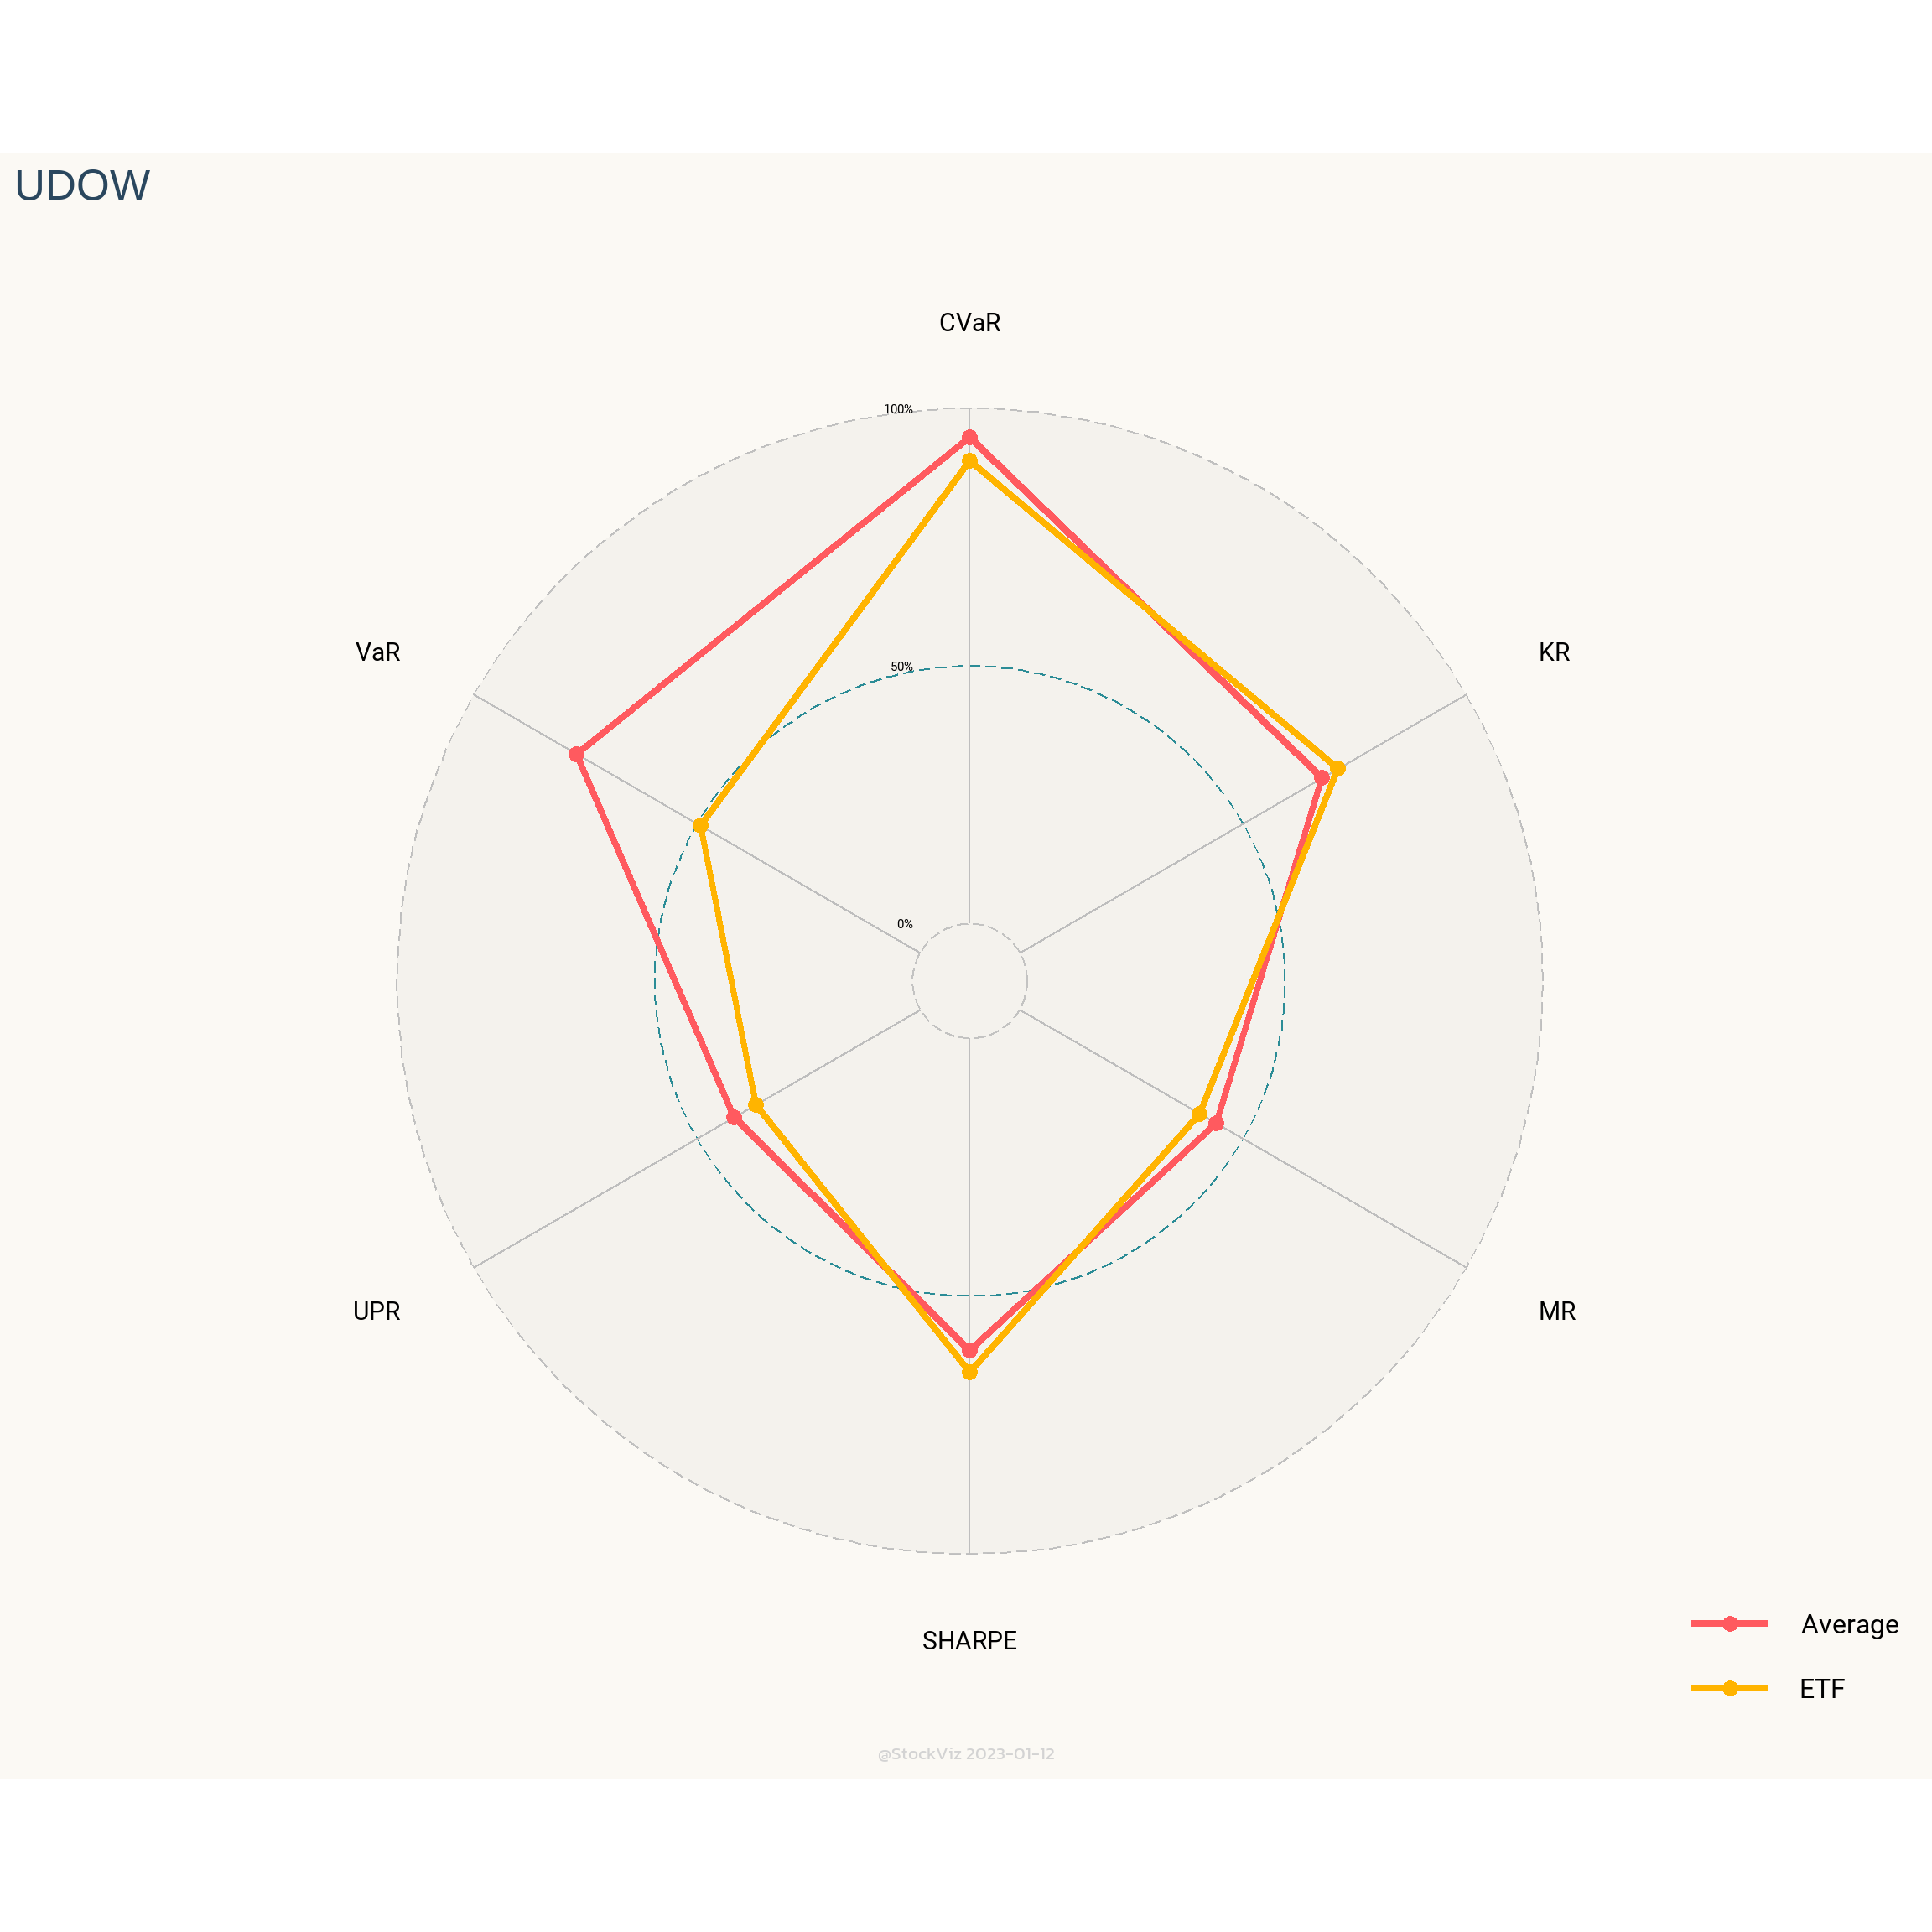 UDOW
CVaR
100%
VaR
KR
50%
0%
UPR
MR
SHARPE
Average
ETF
@StockViz 2023-01-12